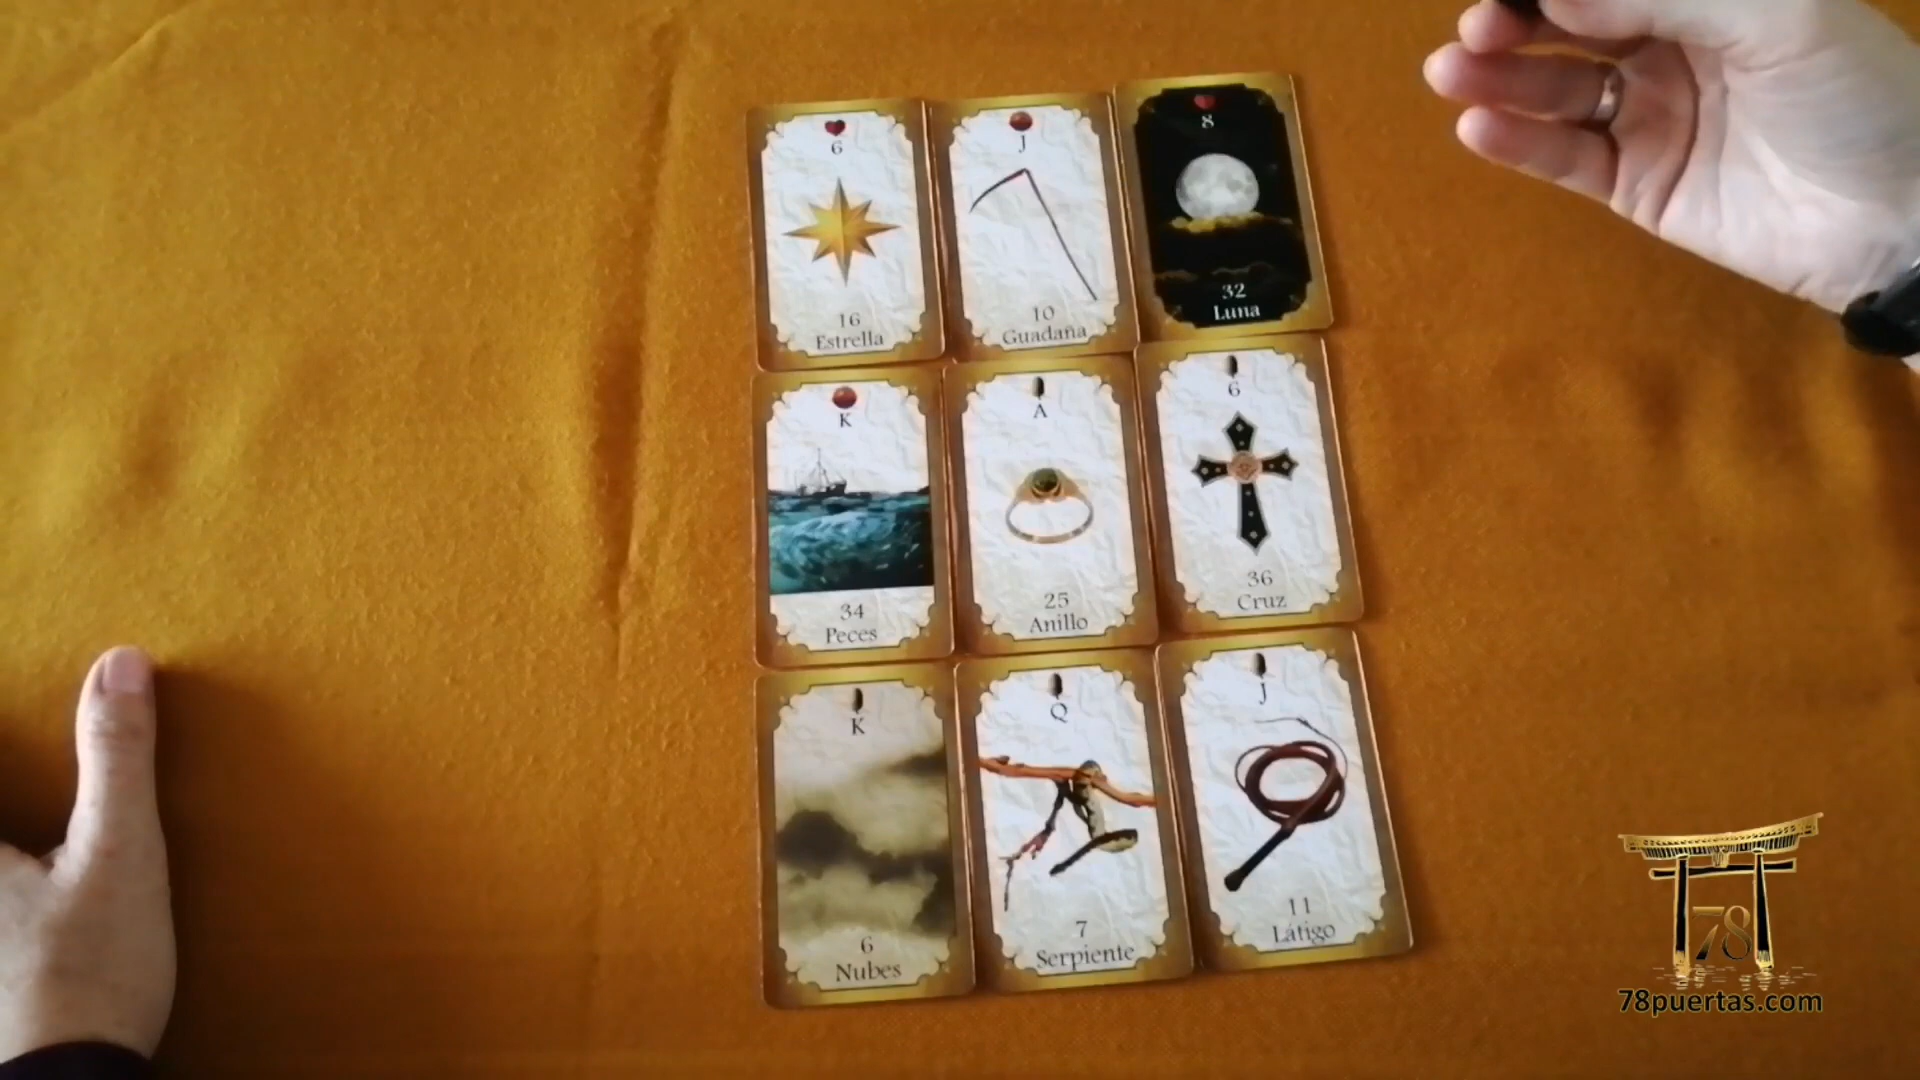 6
16
Estrella
J
10
Guadaña
8
32
Luna
K
34
Peces
A
25
Anillo
6
36
Cruz
K
6
Nubes
Q
7
Serpiente
J
11
Látigo
78
78puertas.com